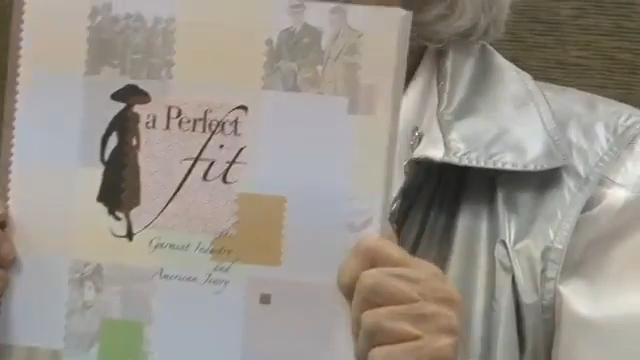 a Perfect
fit
The
Garment Industry
and
American Jewry